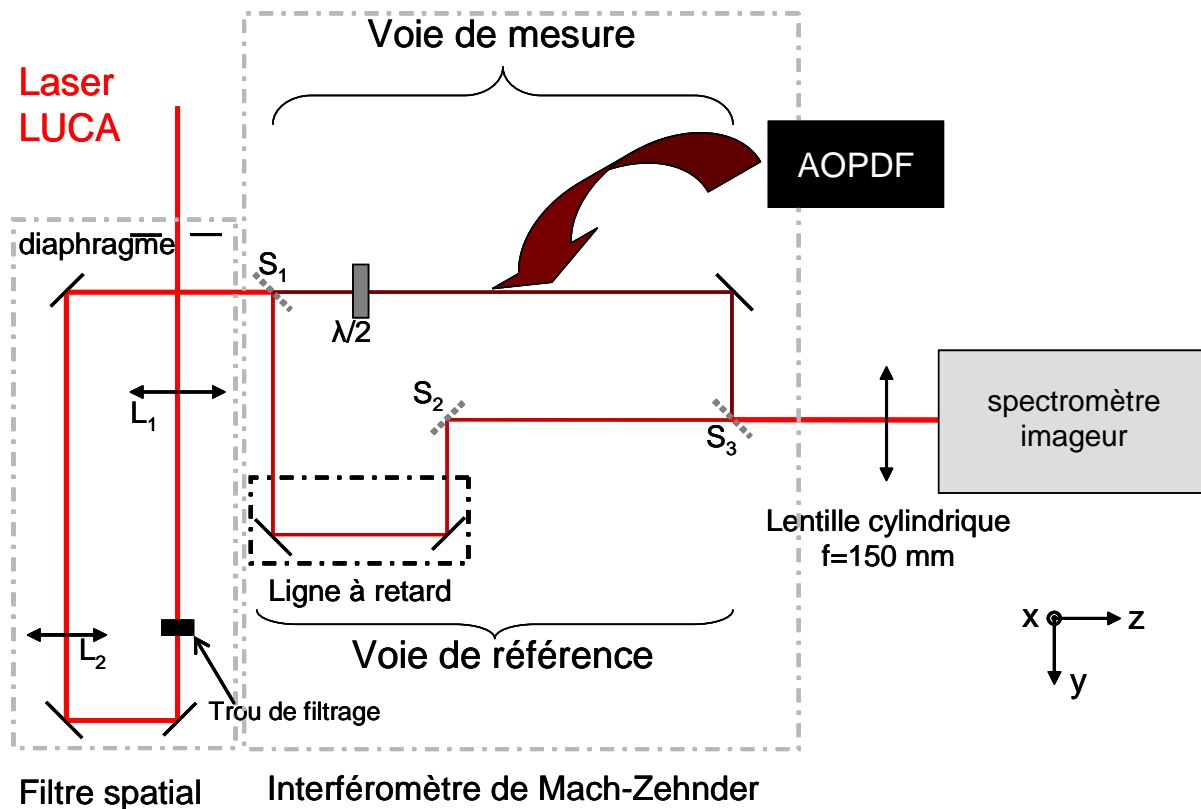 Voie de mesure
Laser
LUCA
AOPDF
diaphragme
S1
λ/2
L1
S2
S3
spectromètre
imageur
Lentille cylindrique
f=150 mm
Ligne à retard
L2
Voie de référence
Trou de filtrage
x
z
y
Filtre spatial
Interféromètre de Mach-Zehnder